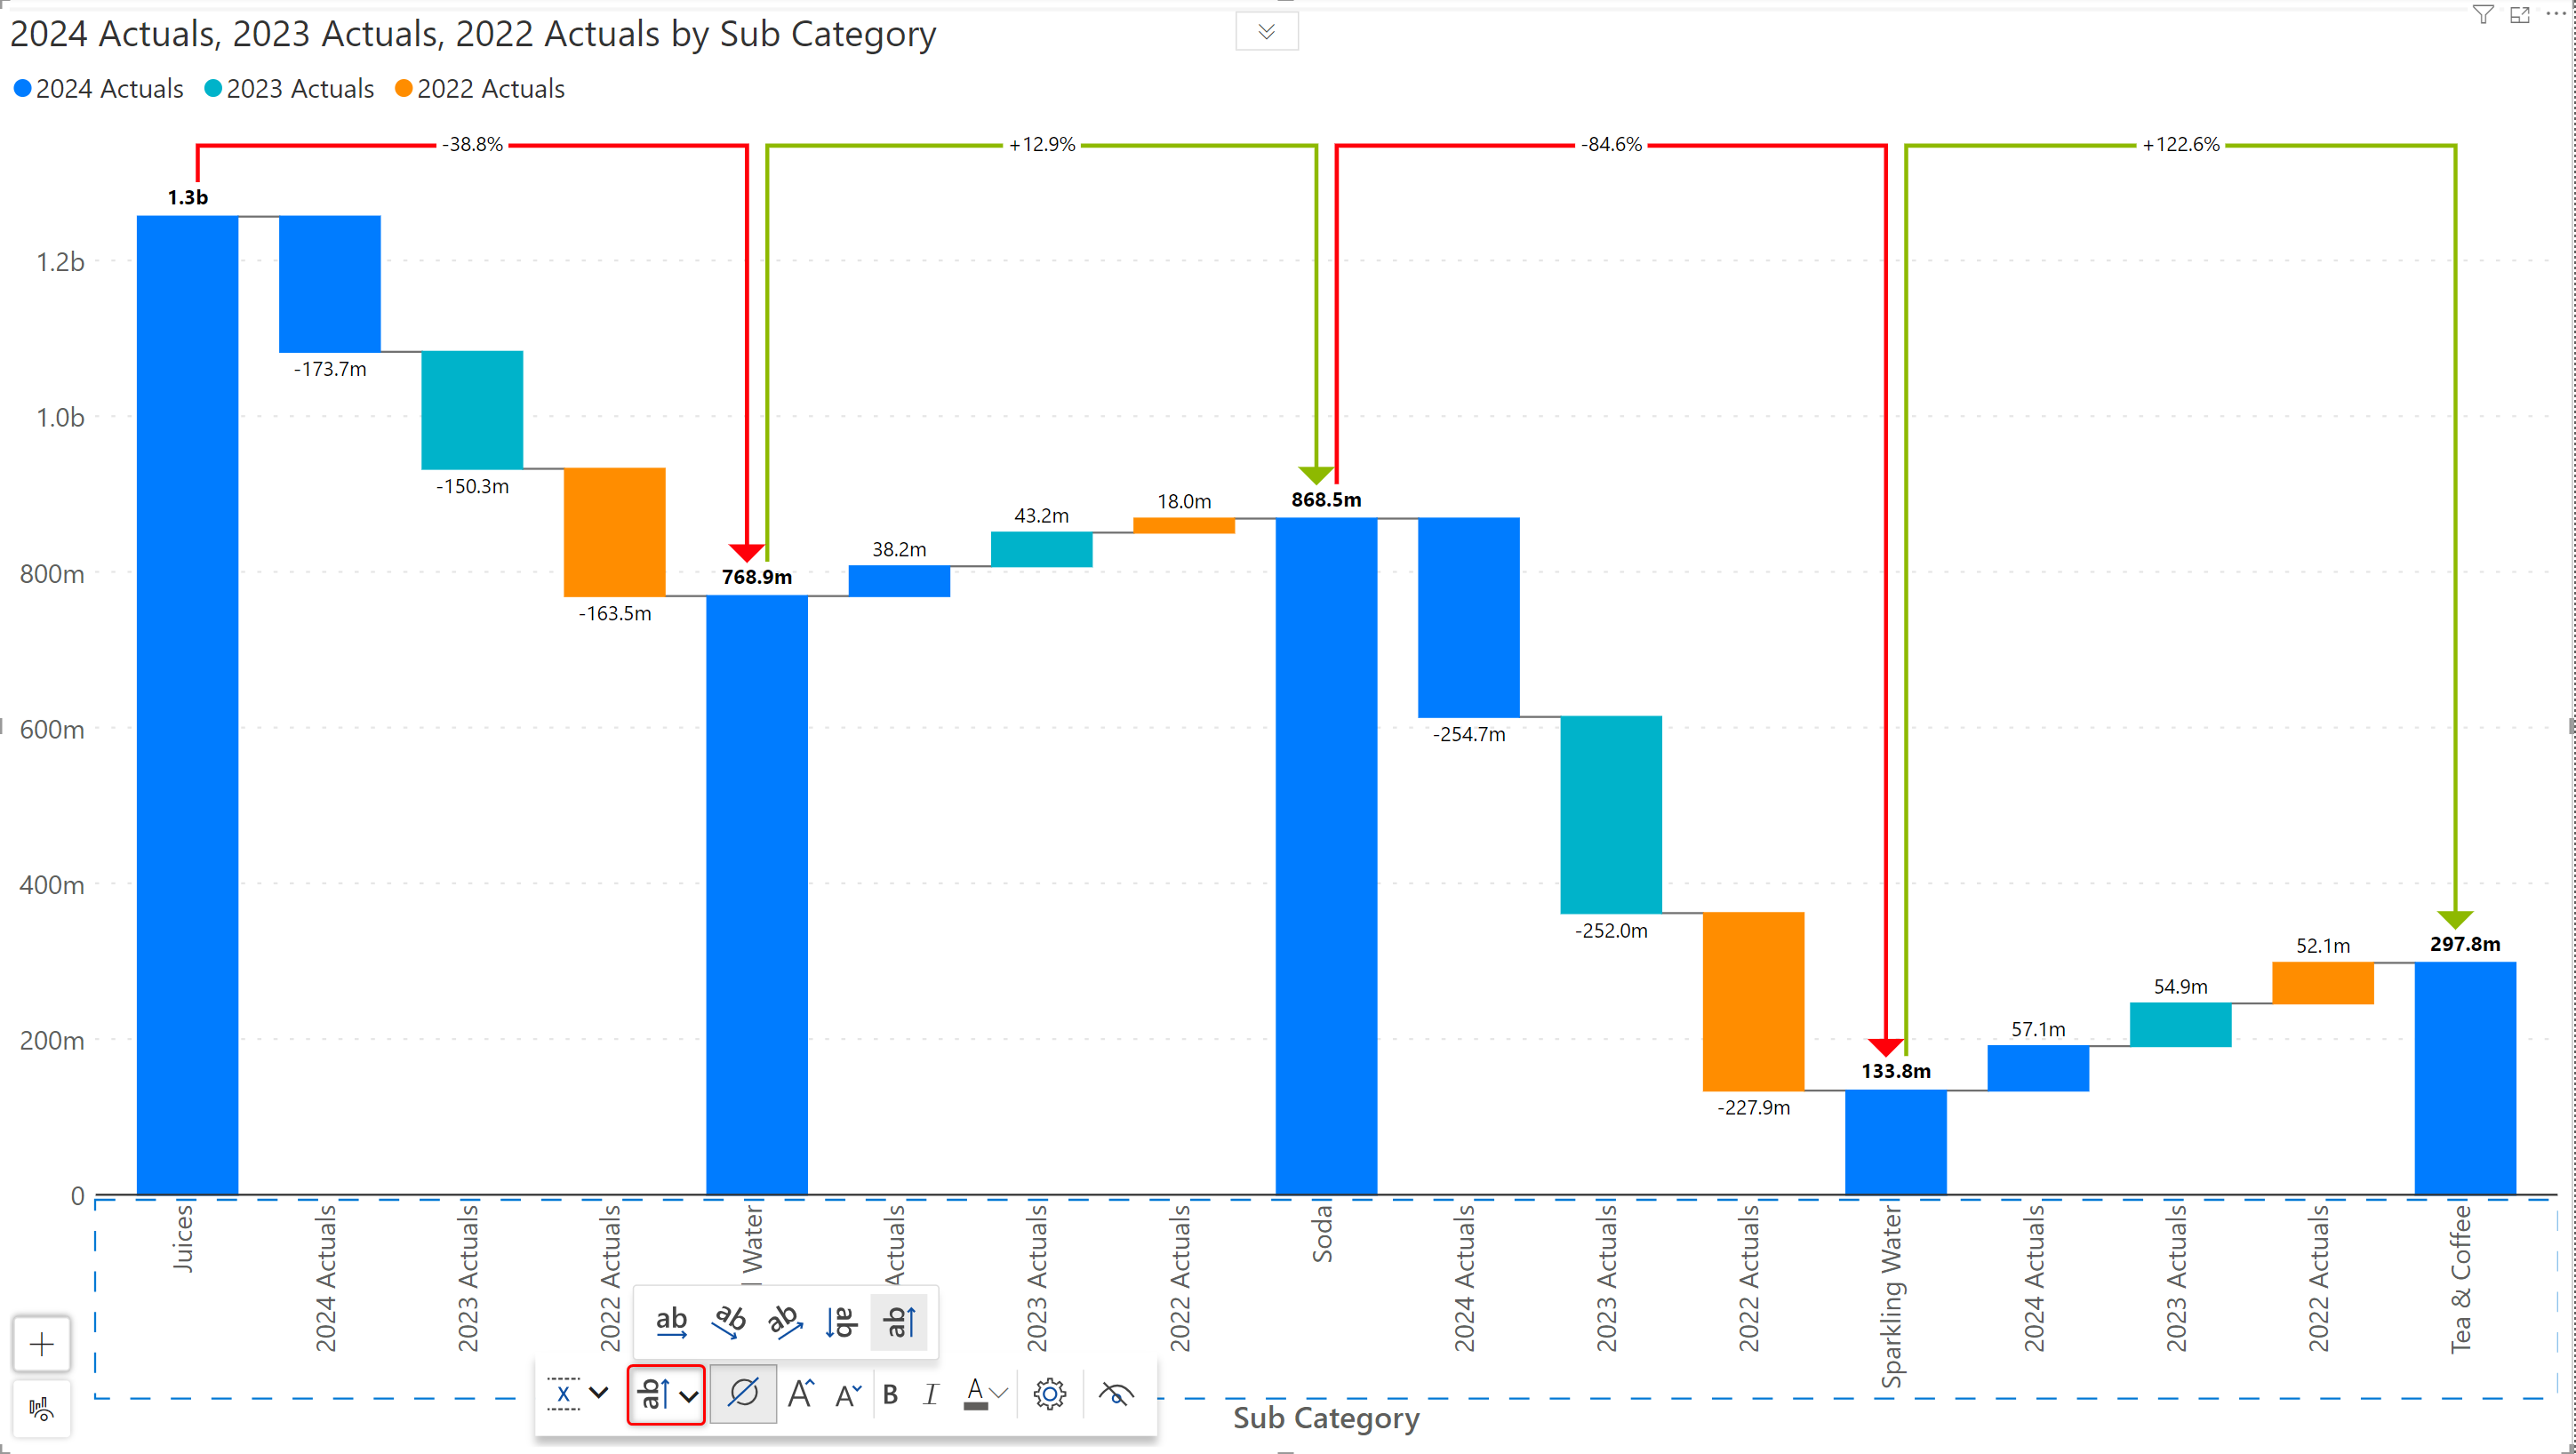 2024 Actuals, 2023 Actuals, 2022 Actuals by Sub Category
2024 Actuals 2023 Actuals 2022 Actuals
-38.8% +12.9% -84.6% +122.6%
1.3b
1.2b
-173.7m
1.0b
-150.3m
868.5m
18.0m
43.2m
38.2m
800m
768.9m
-163.5m
600m
-254.7m
400m
-252.0m
297.8m
52.1m
54.9m
57.1m
200m
133.8m
-227.9m
0
Juices
2024 Actuals
2023 Actuals
2022 Actuals
Water
Actuals
2023 Actuals
2022 Actuals
Soda
2024 Actuals
2023 Actuals
2022 Actuals
Sparkling Water
2024 Actuals
2023 Actuals
2022 Actuals
Tea & Coffee
ab ab ab ab ab
x ab A A B I A
Sub Category